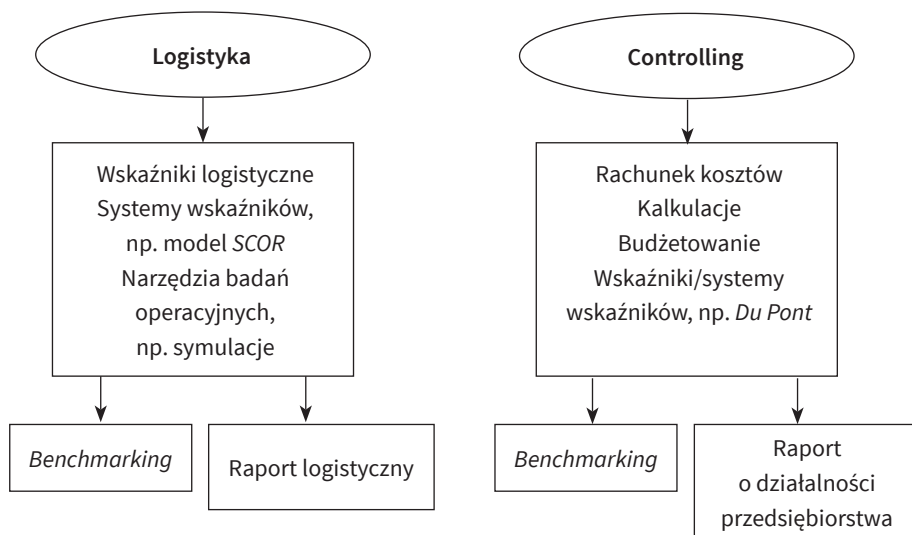 Logistyka
Wskaźniki logistyczne
Systemy wskaźników,
np. model SCOR
Narzędzia badań
operacyjnych,
np. symulacje
Benchmarking
Raport logistyczny
Controlling
Rachunek kosztów
Kalkulacje
Budżetowanie
Wskaźniki/systemy
wskaźników, np. Du Pont
Benchmarking
Raport
o działalności
przedsiębiorstwa